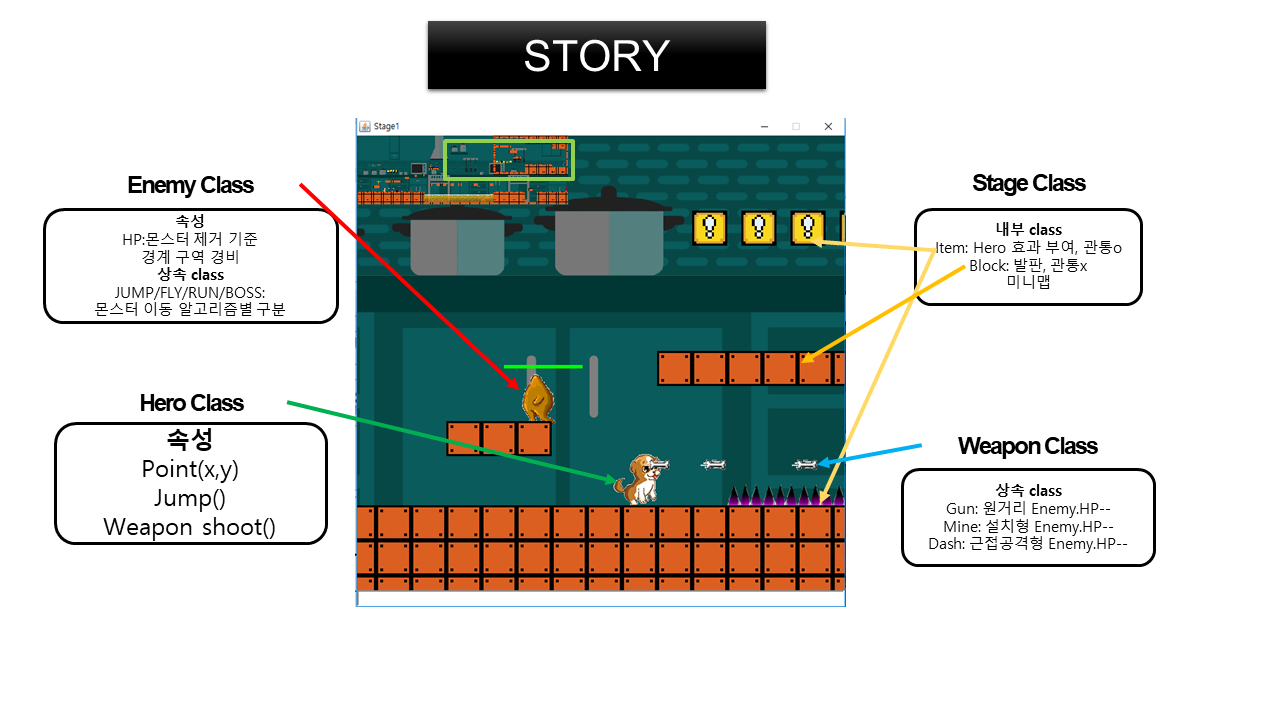 STORY
Stage1
Enemy Class
속성
HP:몬스터 제거 기준
경계 구역 경비
상속 class
JUMP/FLY/RUN/BOSS:
몬스터 이동 알고리즘별 구분
Hero Class
속성
Point(x,y)
Jump()
Weapon shoot()
Stage Class
내부 class
Item: Hero 효과 부여, 관통o
Block: 발판, 관통x
미니맵
Weapon Class
상속 class
Gun: 원거리 Enemy.HP--
Mine: 설치형 Enemy.HP--
Dash: 근접공격형 Enemy.HP--